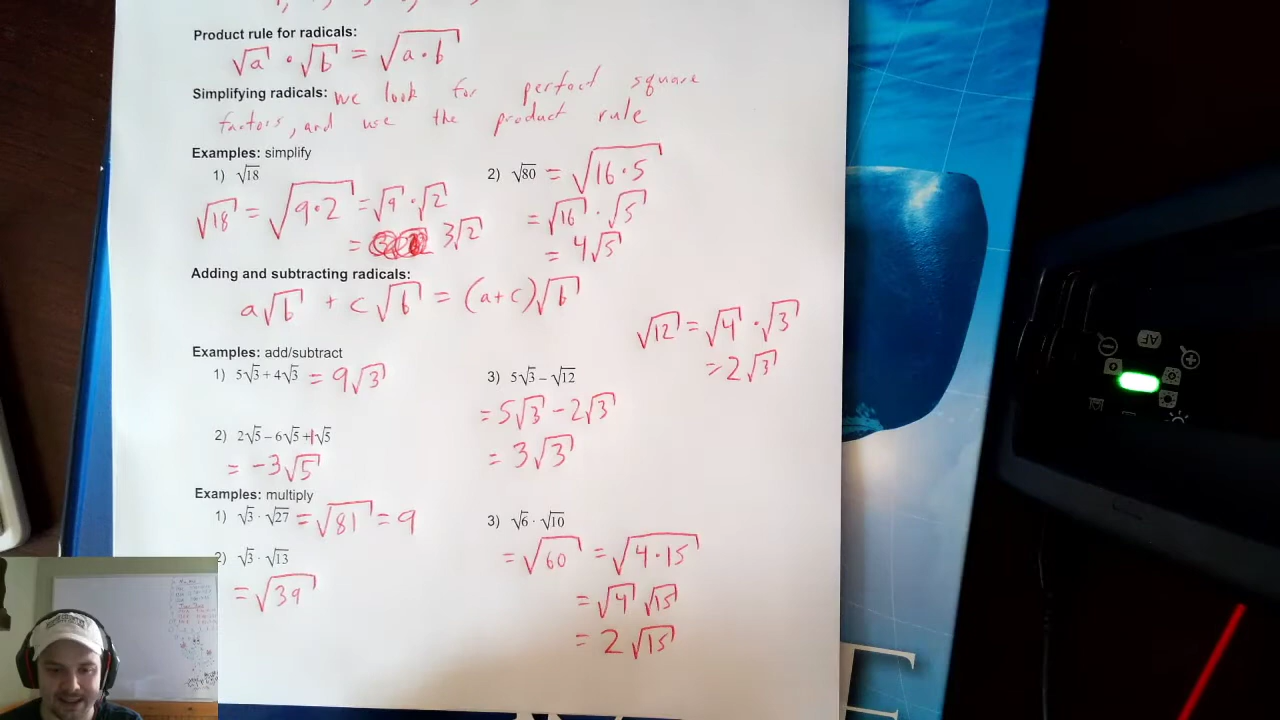 Product rule for radicals:
√a · √b = √a·b
Simplifying radicals: we look for perfect square
factors, and use the product rule
Examples: simplify
1) √18
√18 = √9·2 = √9 · √2
= 3√2
2) √80 = √16·5
= √16 · √5
= 4√5
Adding and subtracting radicals:
a√b + c√b = (a+c)√b
√12 = √4 · √3
= 2√3
Examples: add/subtract
1) 5√3 + 4√3 = 9√3
2) 2√5 − 6√5 + 1√5
= -3√5
3) 5√3 − √12
= 5√3 − 2√3
= 3√3
Examples: multiply
1) √3 · √27 = √81 = 9
2) √3 · √13
= √39
3) √6 · √10
= √60 = √4·15
= √4 √15
= 2√15
AF